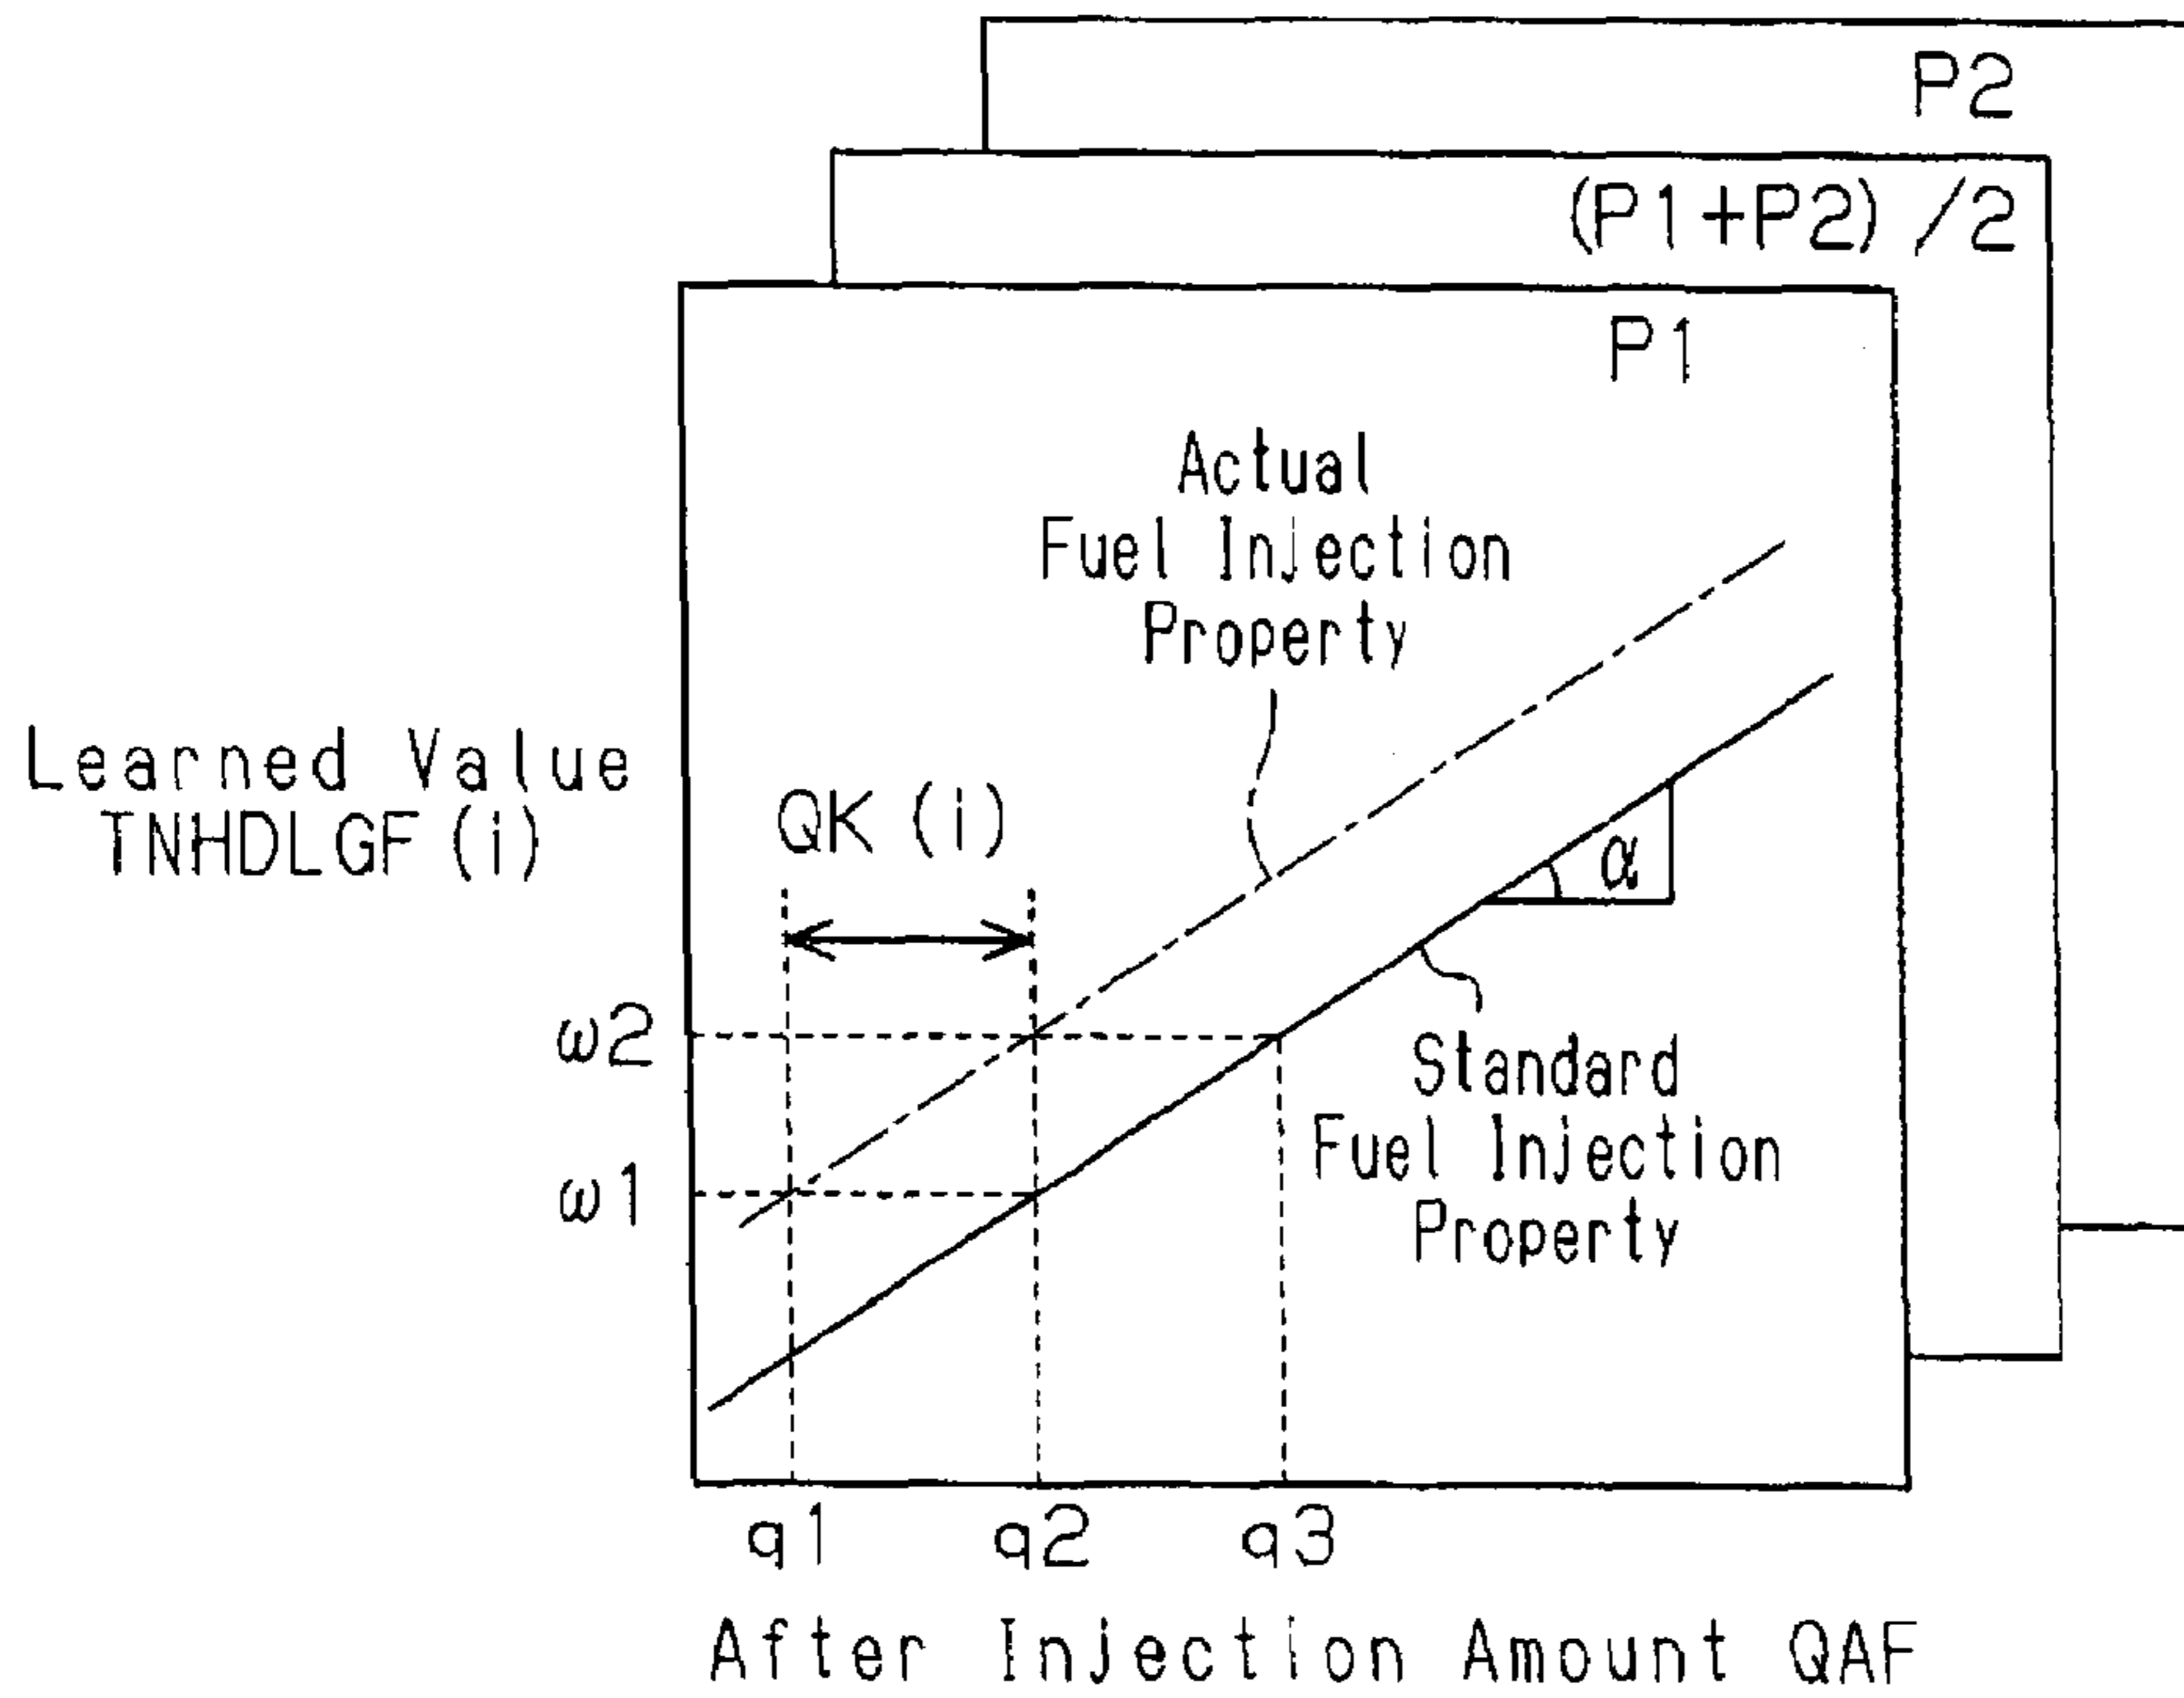 P2
(P1+P2)/2
P1
Actual
Fuel Injection
Property
Learned Value
TNHDLGF(i)
QK(i)
α
ω2
Standard
Fuel Injection
Property
ω1
q1 q2 q3
After Injection Amount QAF